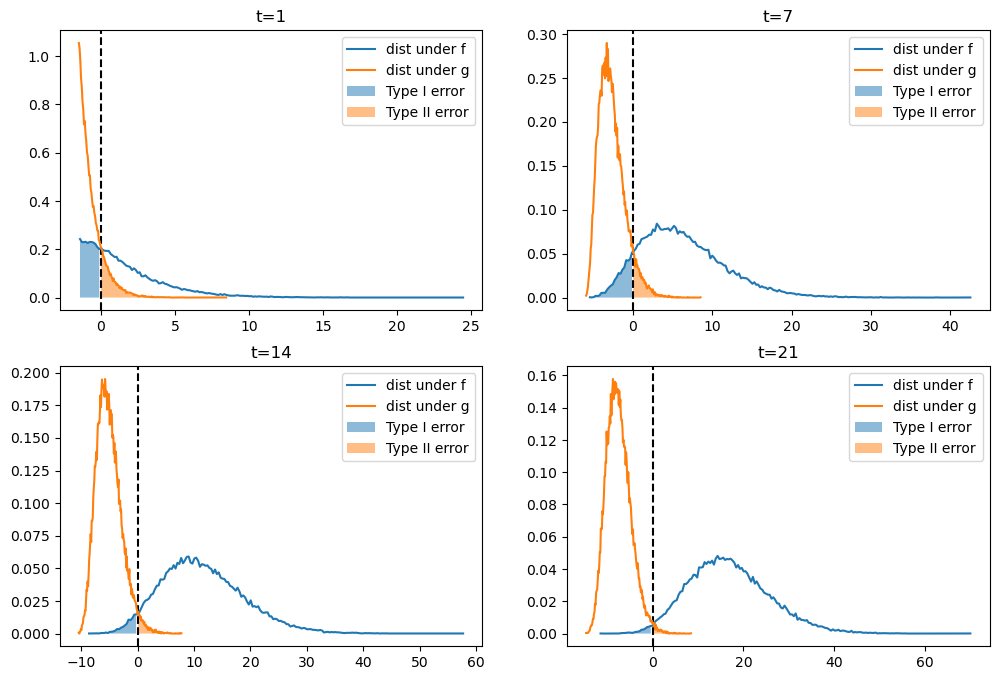 t=1
1.0
0.8
0.6
0.4
0.2
0.0
0 5 10 15 20 25
dist under f
dist under g
Type I error
Type II error
t=7
0.30
0.25
0.20
0.15
0.10
0.05
0.00
0 10 20 30 40
dist under f
dist under g
Type I error
Type II error
t=14
0.200
0.175
0.150
0.125
0.100
0.075
0.050
0.025
0.000
−10 0 10 20 30 40 50 60
dist under f
dist under g
Type I error
Type II error
t=21
0.16
0.14
0.12
0.10
0.08
0.06
0.04
0.02
0.00
0 20 40 60
dist under f
dist under g
Type I error
Type II error